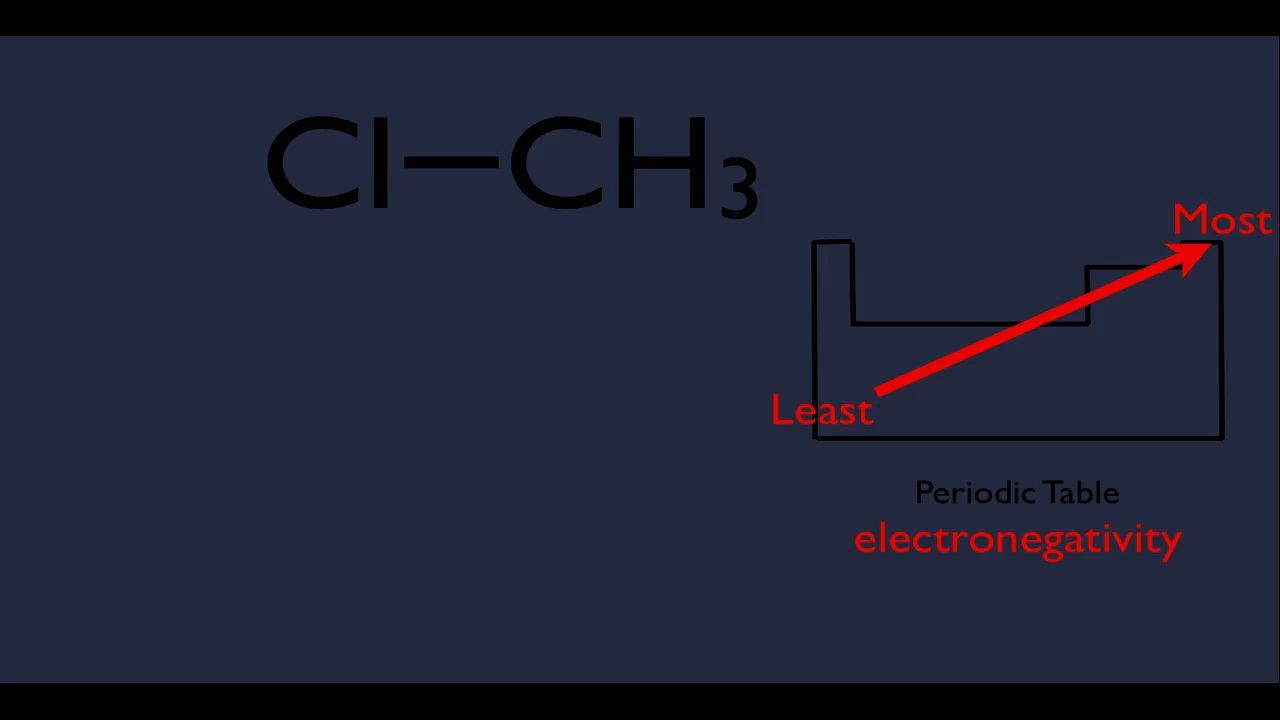 Cl—CH₃
Most
Least
Periodic Table
electronegativity